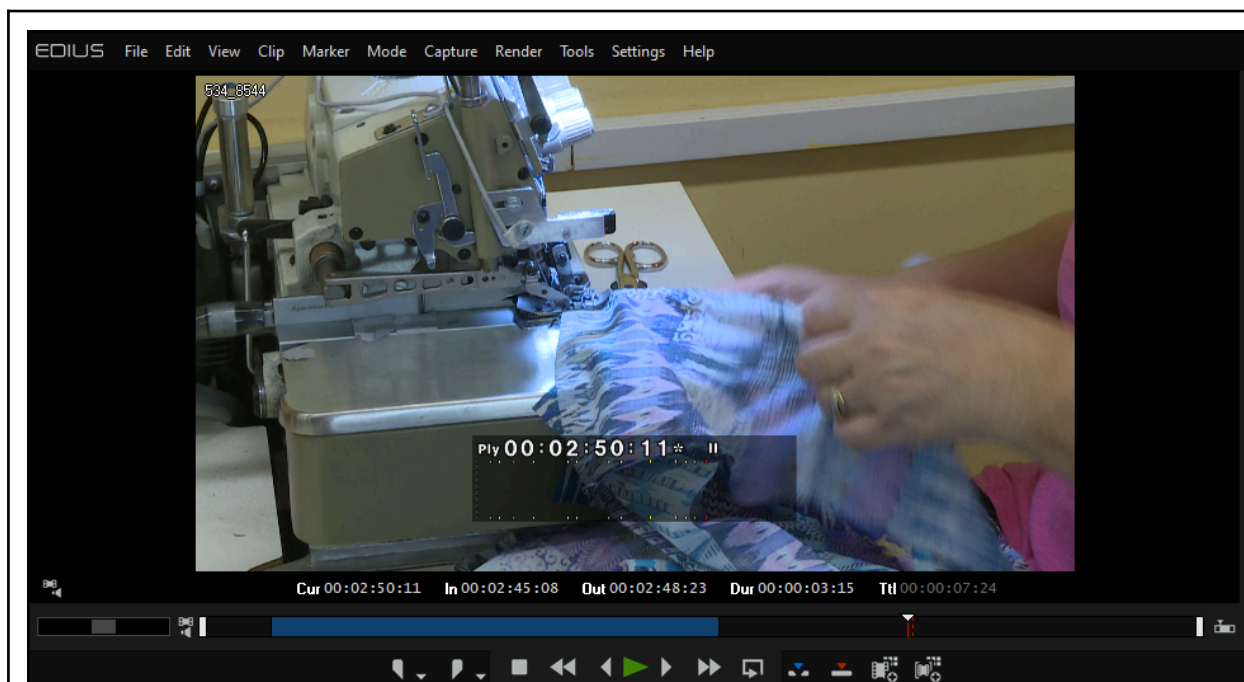 EDIUS File Edit View Clip Marker Mode Capture Render Tools Settings Help
534_8544
Ply 00:02:50:11* II
Cur 00:02:50:11 In 00:02:45:08 Out 00:02:48:23 Dur 00:00:03:15 Ttl 00:00:07:24